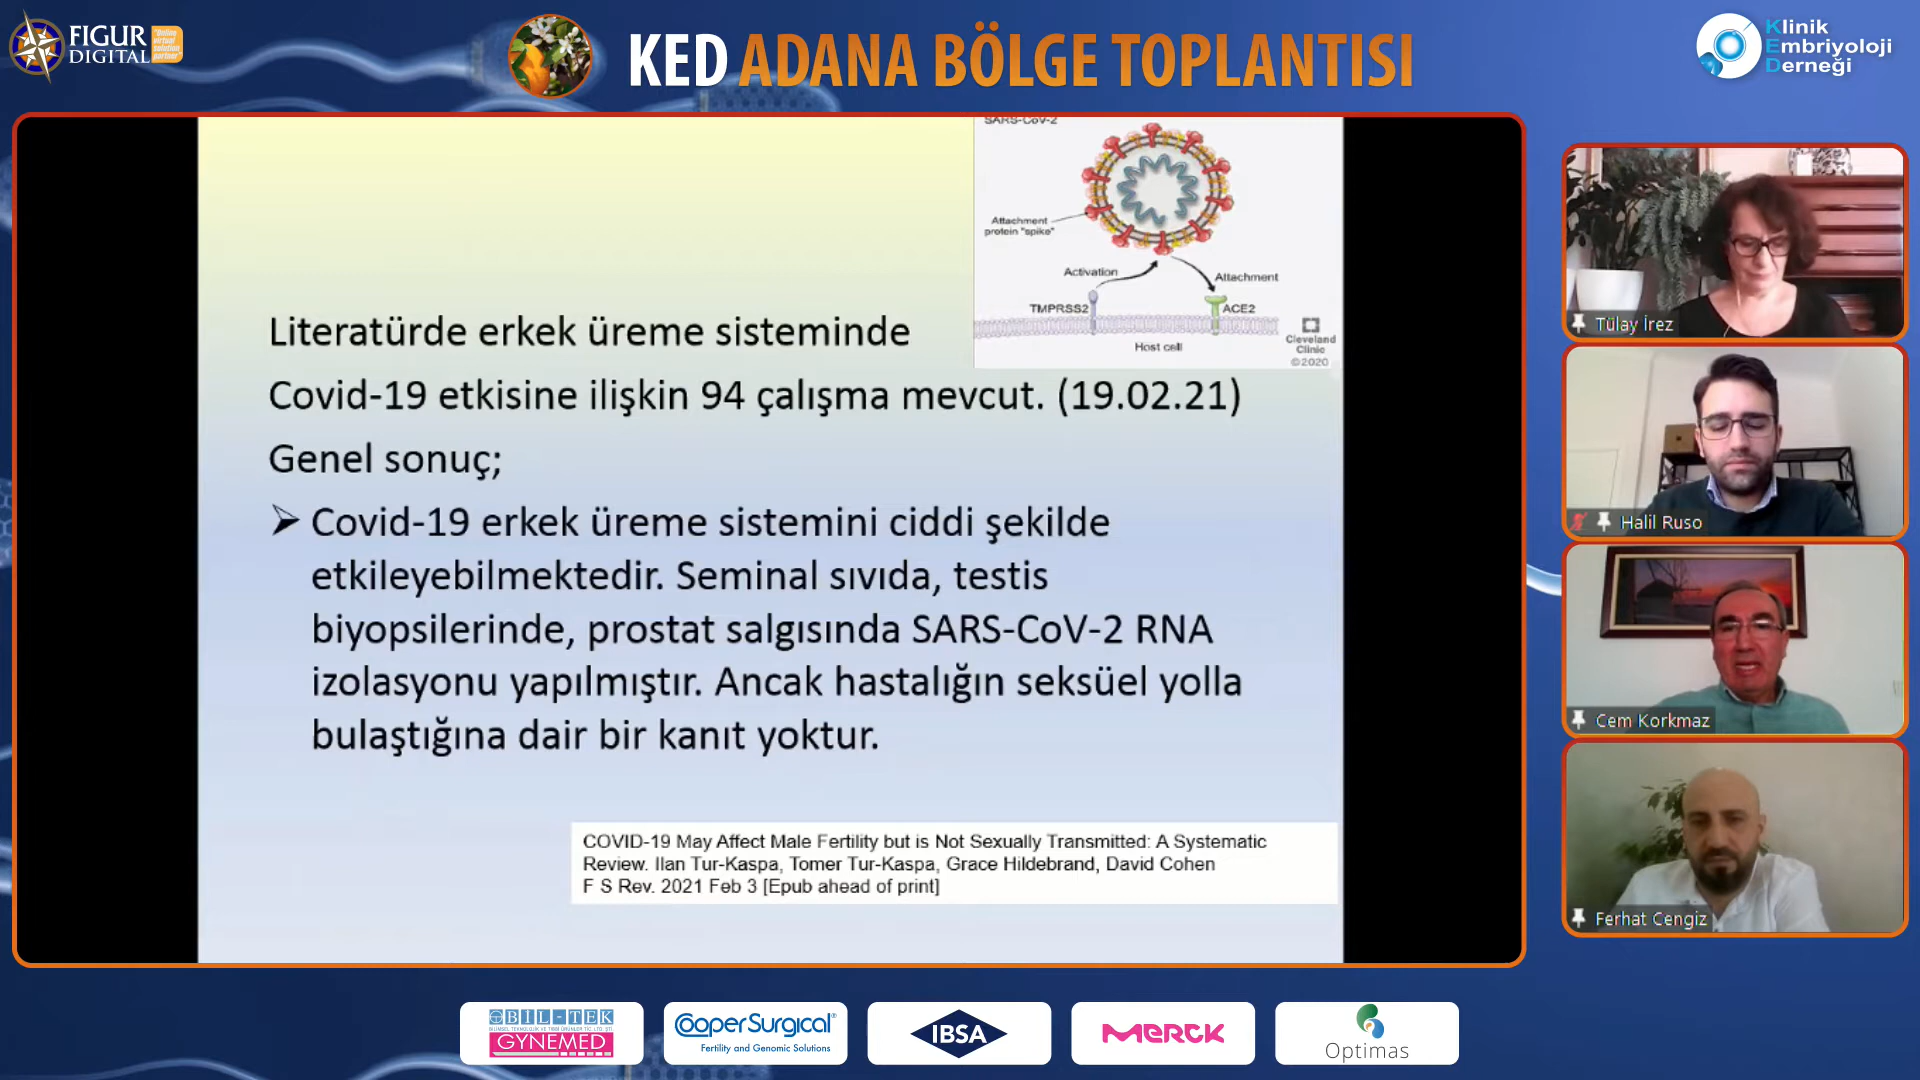 FIGUR
DIGITAL
"Online
virtual
solution
partner"
KED ADANA BÖLGE TOPLANTISI
Klinik
Embriyoloji
Derneği
SARS-CoV-2
Attachment
protein "spike"
Activation
Attachment
TMPRSS2
ACE2
Host cell
Cleveland
Clinic
©2020
Literatürde erkek üreme sisteminde
Covid-19 etkisine ilişkin 94 çalışma mevcut. (19.02.21)
Genel sonuç;
➢ Covid-19 erkek üreme sistemini ciddi şekilde
etkileyebilmektedir. Seminal sıvıda, testis
biyopsilerinde, prostat salgısında SARS-CoV-2 RNA
izolasyonu yapılmıştır. Ancak hastalığın seksüel yolla
bulaştığına dair bir kanıt yoktur.
COVID-19 May Affect Male Fertility but is Not Sexually Transmitted: A Systematic
Review. Ilan Tur-Kaspa, Tomer Tur-Kaspa, Grace Hildebrand, David Cohen
F S Rev. 2021 Feb 3 [Epub ahead of print]
Tülay İrez
Halil Ruso
Cem Korkmaz
Ferhat Cengiz
BIL-TEK
GYNEMED
CooperSurgical®
Fertility and Genomic Solutions
IBSA
MERCK
Optimas